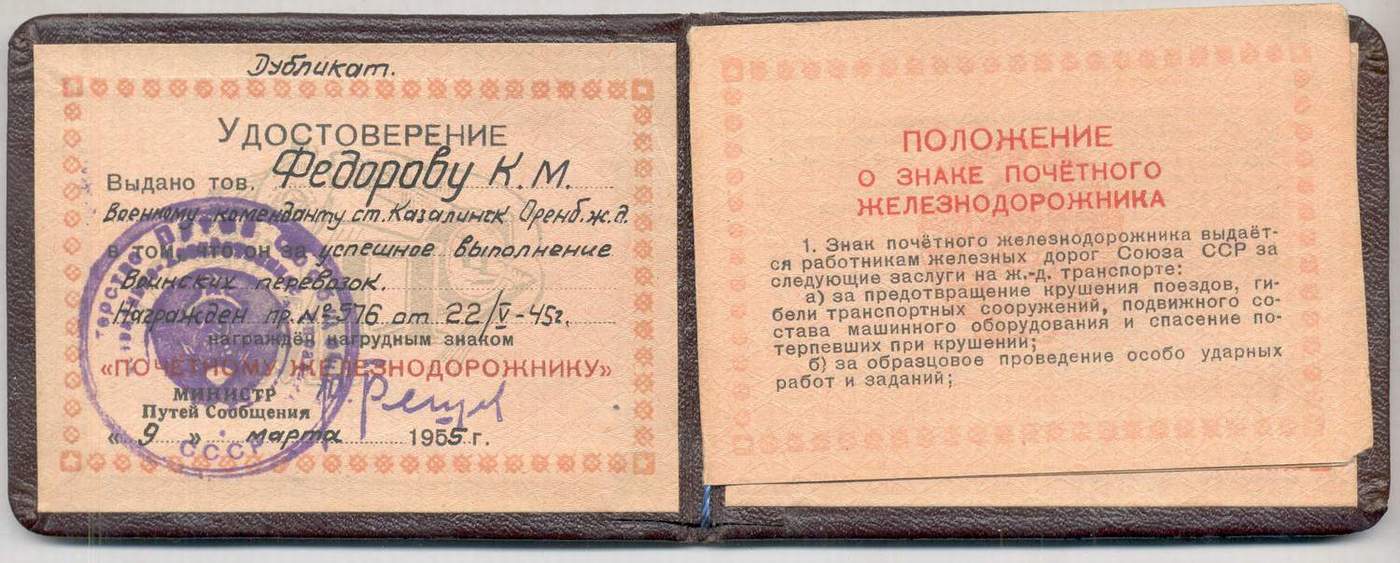 Дубликат.
УДОСТОВЕРЕНИЕ
Выдано тов. Федорову К. М.
Военному коменданту ст. Казалинск Оренб. ж.д.
в том, что он за успешное выполнение
Воинских перевозок.
Награжден пр. № 376 от 22/V-45г.
награждён нагрудным знаком
«ПОЧЁТНОМУ ЖЕЛЕЗНОДОРОЖНИКУ»
МИНИСТР
Путей Сообщения
« 9 » марта 1955 г.
СССР
ПОЛОЖЕНИЕ
О ЗНАКЕ ПОЧЁТНОГО
ЖЕЛЕЗНОДОРОЖНИКА
1. Знак почётного железнодорожника выдаёт-
ся работникам железных дорог Союза ССР за
следующие заслуги на ж.-д. транспорте:
а) за предотвращение крушения поездов, ги-
бели транспортных сооружений, подвижного со-
става машинного оборудования и спасение по-
терпевших при крушении;
б) за образцовое проведение особо ударных
работ и заданий;